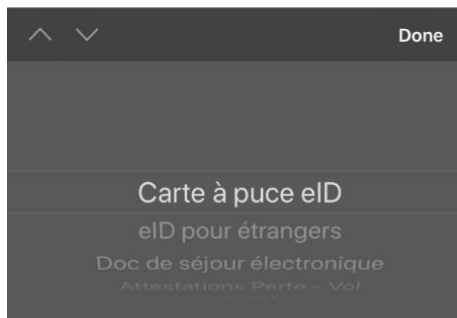 Done
Carte à puce eID
eID pour étrangers
Doc de séjour électronique
Attestations Perte - Vol